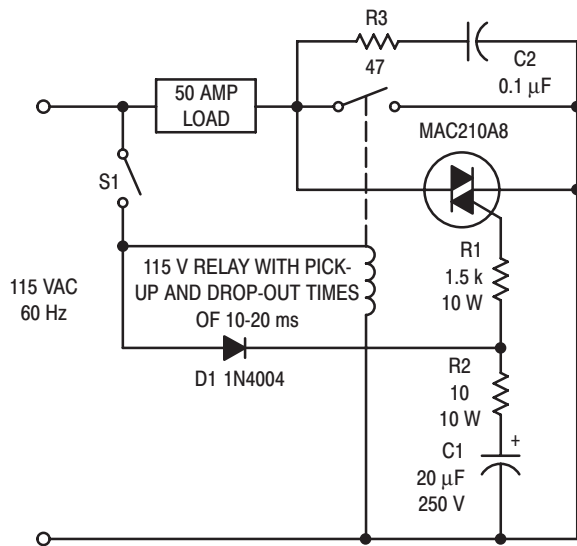 R3
47
C2
0.1 μF
50 AMP
LOAD
MAC210A8
S1
R1
1.5 k
10 W
115 VAC
60 Hz
115 V RELAY WITH PICK-
UP AND DROP-OUT TIMES
OF 10-20 ms
D1 1N4004
R2
10
10 W
C1
+
20 μF
250 V